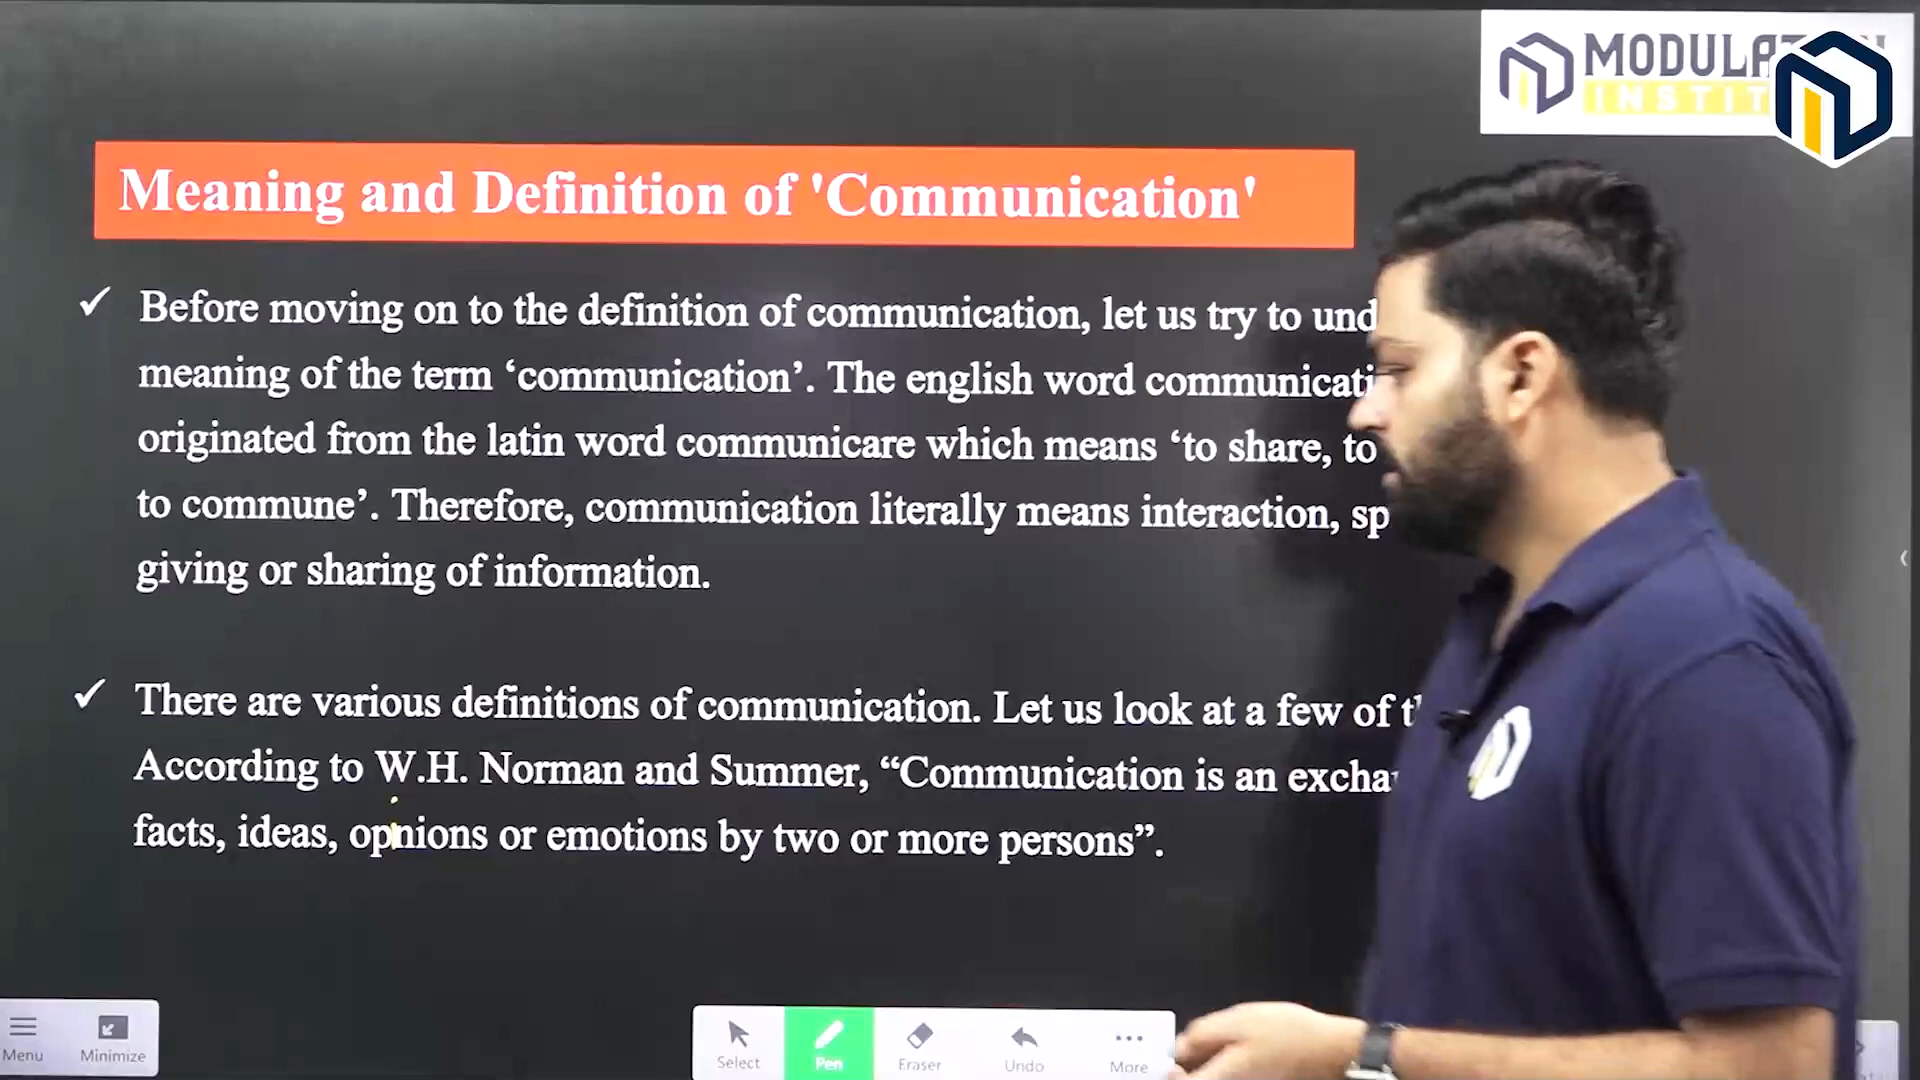 MODULAT
INSTIT
Meaning and Definition of 'Communication'
✓ Before moving on to the definition of communication, let us try to und
meaning of the term ‘communication’. The english word communicati
originated from the latin word communicare which means ‘to share, to
to commune’. Therefore, communication literally means interaction, sp
giving or sharing of information.
✓ There are various definitions of communication. Let us look at a few of
According to W.H. Norman and Summer, “Communication is an excha
facts, ideas, opnions or emotions by two or more persons”.
Menu Minimize Select Pen Eraser Undo More